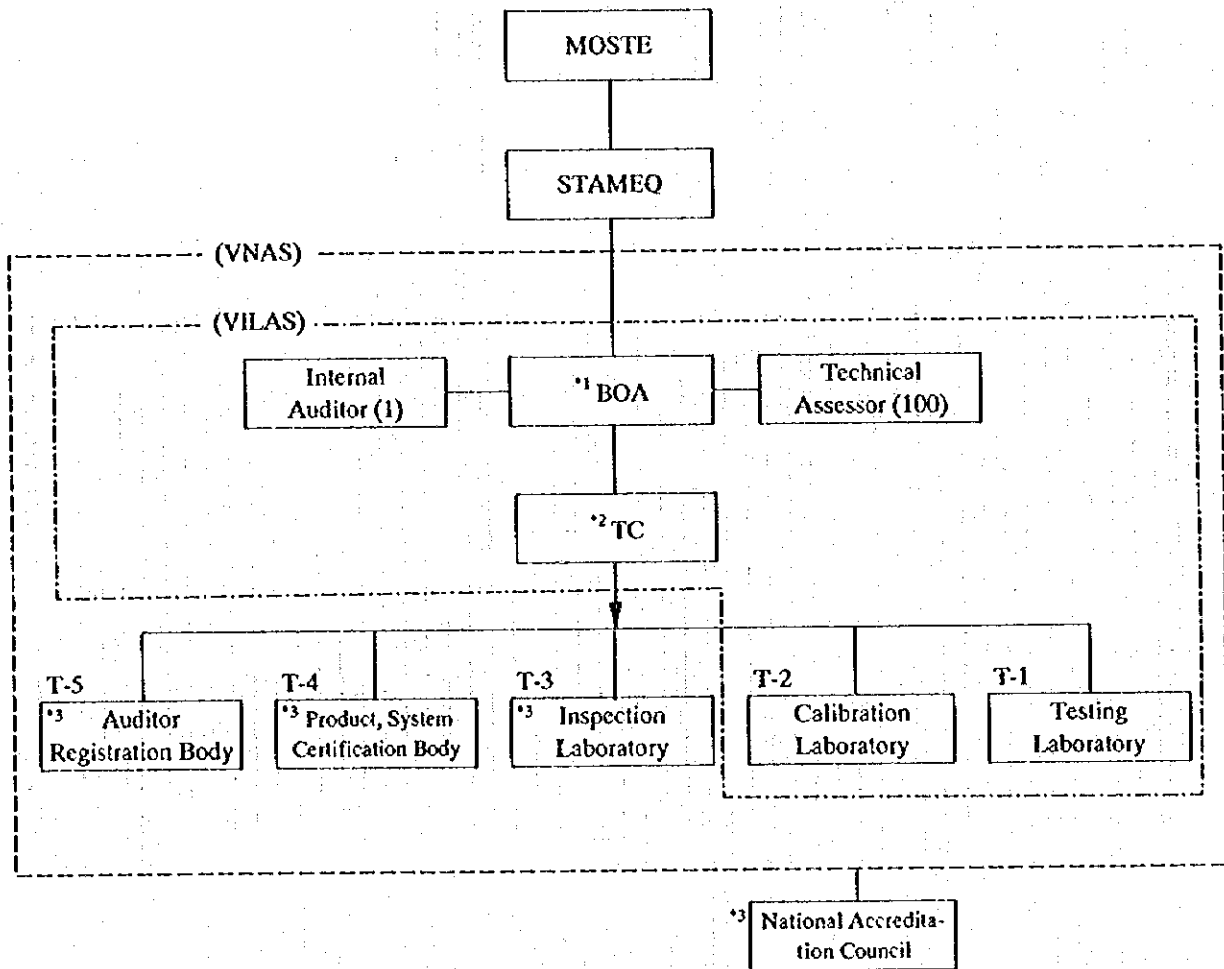 MOSTE
STAMEQ
(VNAS)
(VILAS)
Internal
Auditor (1)
*1 BOA
Technical
Assessor (100)
*2 TC
T-5
*3 Auditor
Registration Body
T-4
*3 Product, System
Certification Body
T-3
*3 Inspection
Laboratory
T-2
Calibration
Laboratory
T-1
Testing
Laboratory
*3 National Accredita-
tion Council